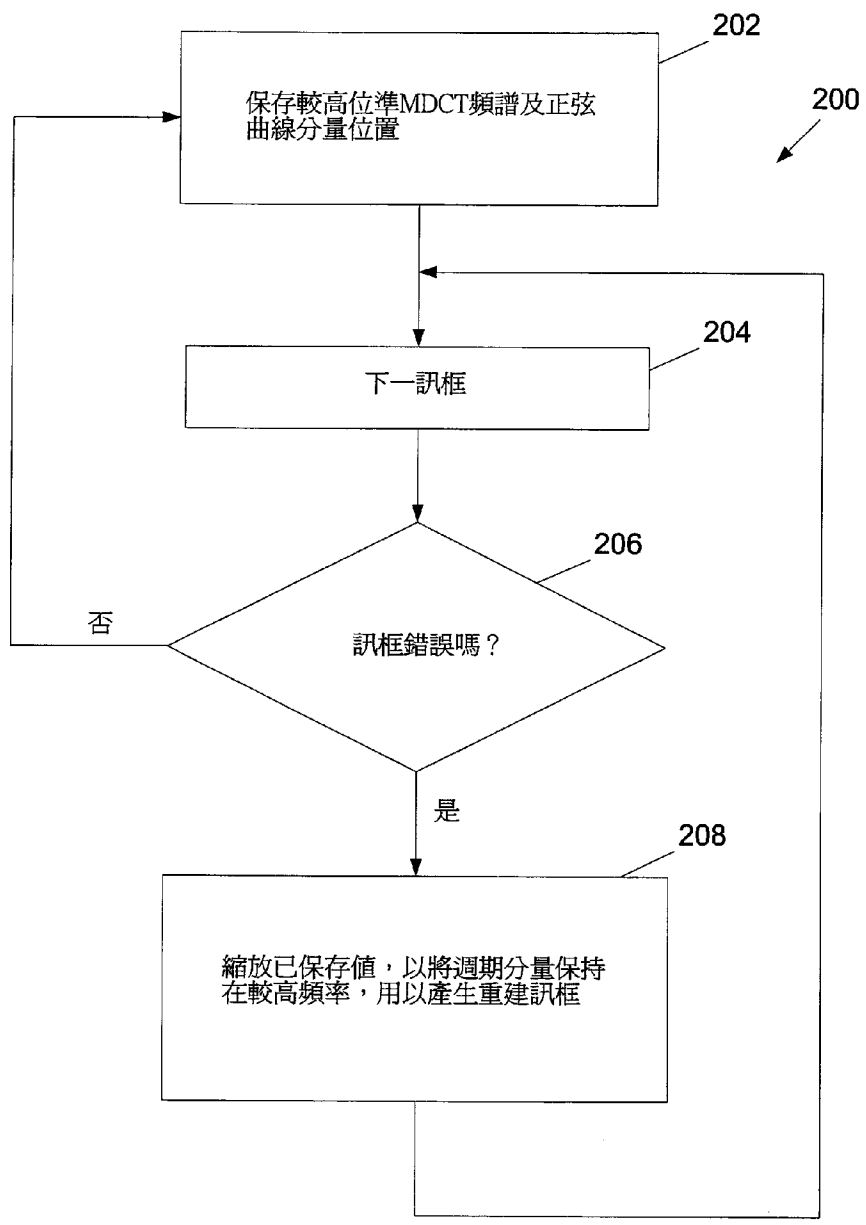 202
保存較高位準MDCT頻譜及正弦
曲線分量位置
200
204
下一訊框
206
訊框錯誤嗎？
否
是
208
縮放已保存值，以將週期分量保持
在較高頻率，用以產生重建訊框